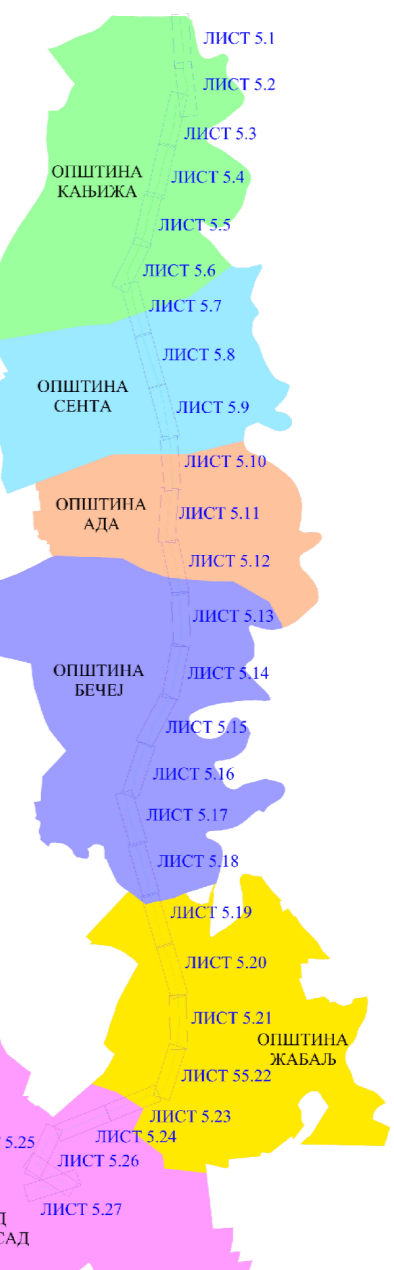 ЛИСТ 5.1
ЛИСТ 5.2
ЛИСТ 5.3
ОПШТИНА
КАЊИЖА
ЛИСТ 5.4
ЛИСТ 5.5
ЛИСТ 5.6
ЛИСТ 5.7
ЛИСТ 5.8
ОПШТИНА
СЕНТА
ЛИСТ 5.9
ЛИСТ 5.10
ОПШТИНА
АДА
ЛИСТ 5.11
ЛИСТ 5.12
ЛИСТ 5.13
ОПШТИНА
БЕЧЕЈ
ЛИСТ 5.14
ЛИСТ 5.15
ЛИСТ 5.16
ЛИСТ 5.17
ЛИСТ 5.18
ЛИСТ 5.19
ЛИСТ 5.20
ЛИСТ 5.21
ОПШТИНА
ЖАБАЉ
ЛИСТ 55.22
ЛИСТ 5.23
ЛИСТ 5.24
5.25
ЛИСТ 5.26
ЛИСТ 5.27
Д
САД